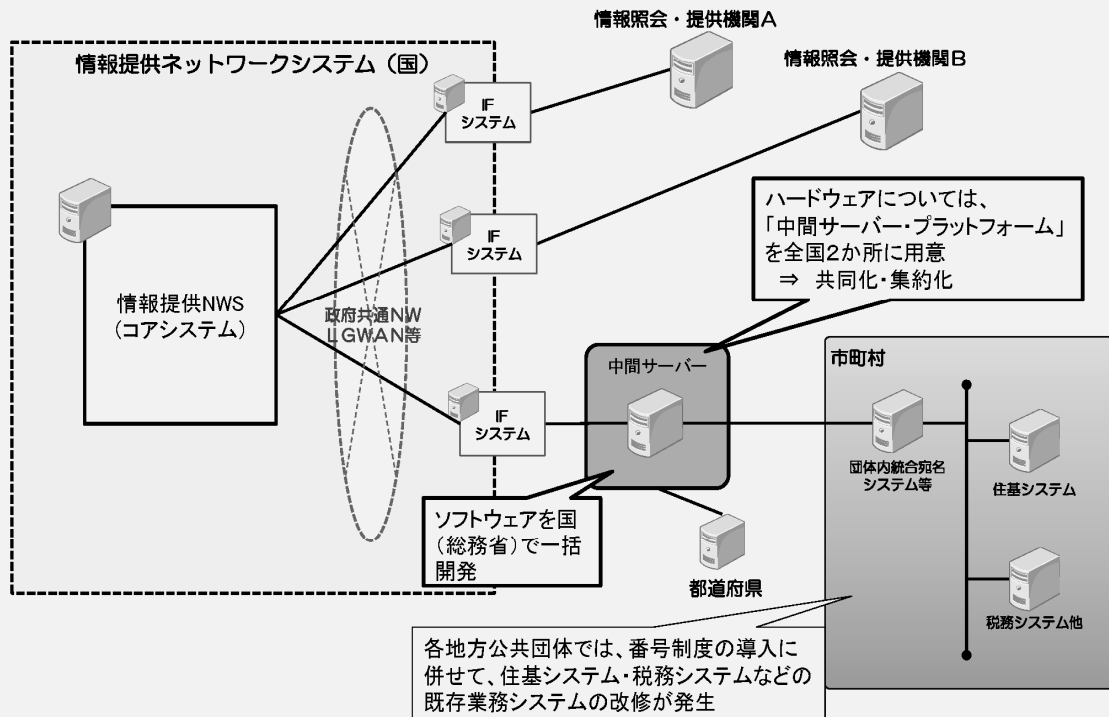 情報照会・提供機関A
情報提供ネットワークシステム（国）
情報照会・提供機関B
IF
システム
ハードウェアについては、
「中間サーバー・プラットフォーム」
を全国2か所に用意
⇒ 共同化・集約化
IF
システム
情報提供NWS
(コアシステム)
政府共通NW
LGWAN等
中間サーバー
市町村
IF
システム
団体内統合宛名
システム等
住基システム
ソフトウェアを国
（総務省）で一括
開発
都道府県
税務システム他
各地方公共団体では、番号制度の導入に
併せて、住基システム・税務システムなどの
既存業務システムの改修が発生